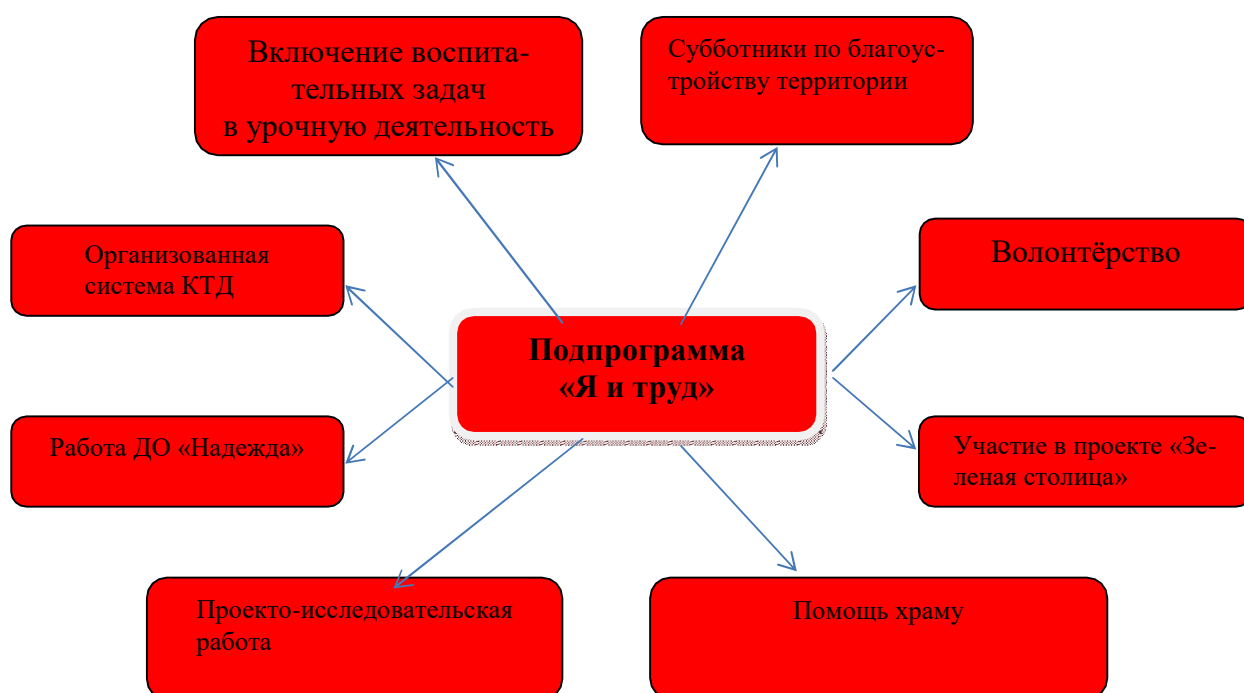 Включение воспита-
тельных задач
в урочную деятельность
Субботники по благоус-
тройству территории
Организованная
система КТД
Волонтёрство
Подпрограмма
«Я и труд»
Работа ДО «Надежда»
Участие в проекте «Зе-
леная столица»
Проекто-исследовательская
работа
Помощь храму